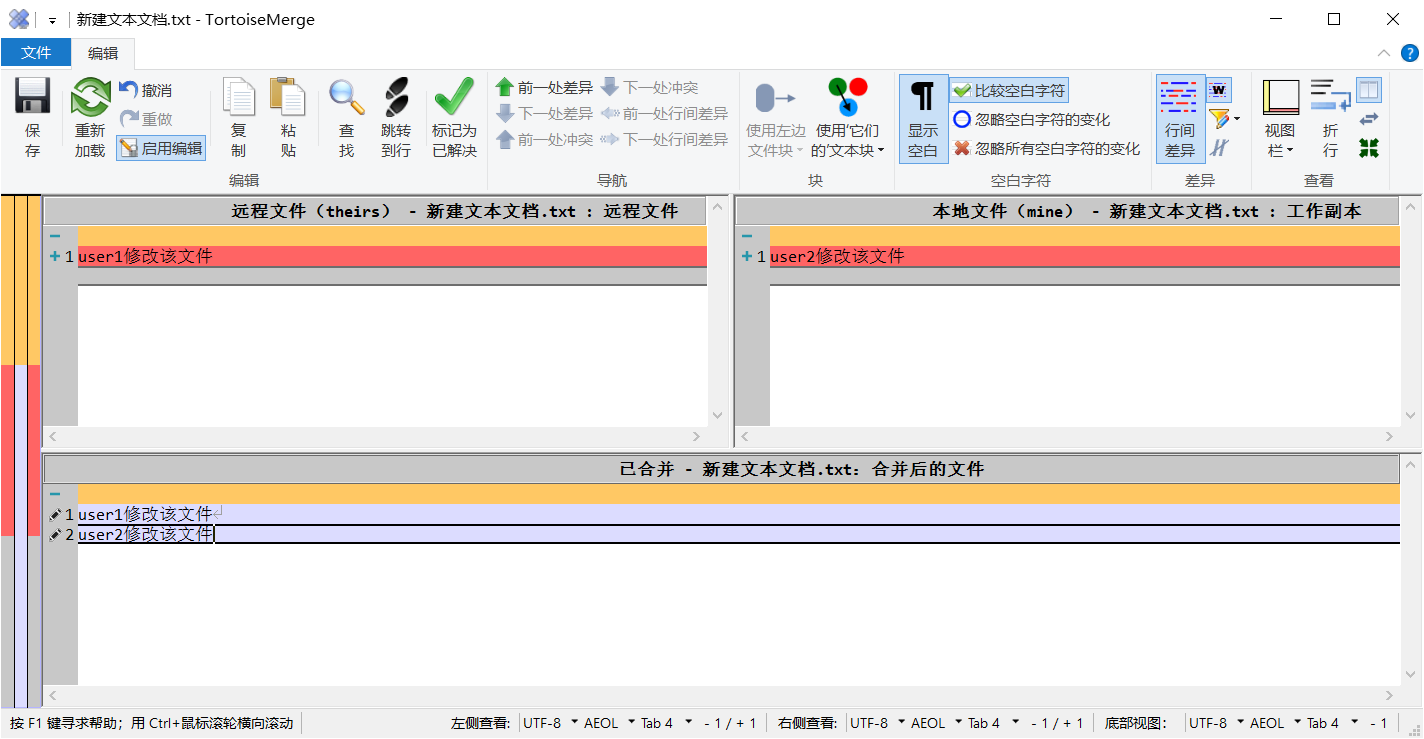 新建文本文档.txt - TortoiseMerge
文件
编辑
?
保存
重新加载
撤消
重做
启用编辑
复制
粘贴
查找
跳转到行
标记为已解决
编辑
前一处差异
下一处冲突
下一处差异
前一处行间差异
前一处冲突
下一处行间差异
导航
使用左边文件块
使用‘它们的’文本块
块
显示空白
比较空白字符
忽略空白字符的变化
忽略所有空白字符的变化
空白字符
行间差异
W
差异
视图栏
折行
查看
远程文件（theirs） - 新建文本文档.txt : 远程文件
本地文件（mine） - 新建文本文档.txt : 工作副本
1 user1修改该文件
1 user2修改该文件
已合并 - 新建文本文档.txt: 合并后的文件
1 user1修改该文件
2 user2修改该文件
按 F1 键寻求帮助；用 Ctrl+鼠标滚轮横向滚动
左侧查看: UTF-8 AEOL Tab 4 - 1 / + 1
右侧查看: UTF-8 AEOL Tab 4 - 1 / + 1
底部视图: UTF-8 AEOL Tab 4 - 1